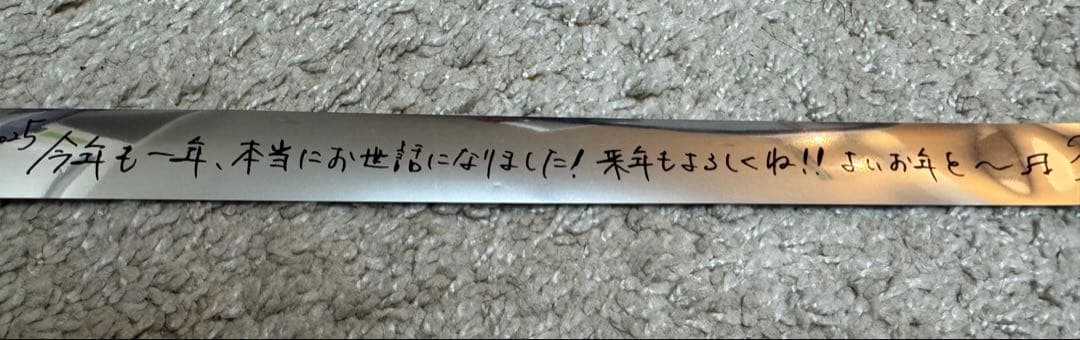 2025 今年も一年、本当にお世話になりました! 来年もよろしくね!! よいお年を〜